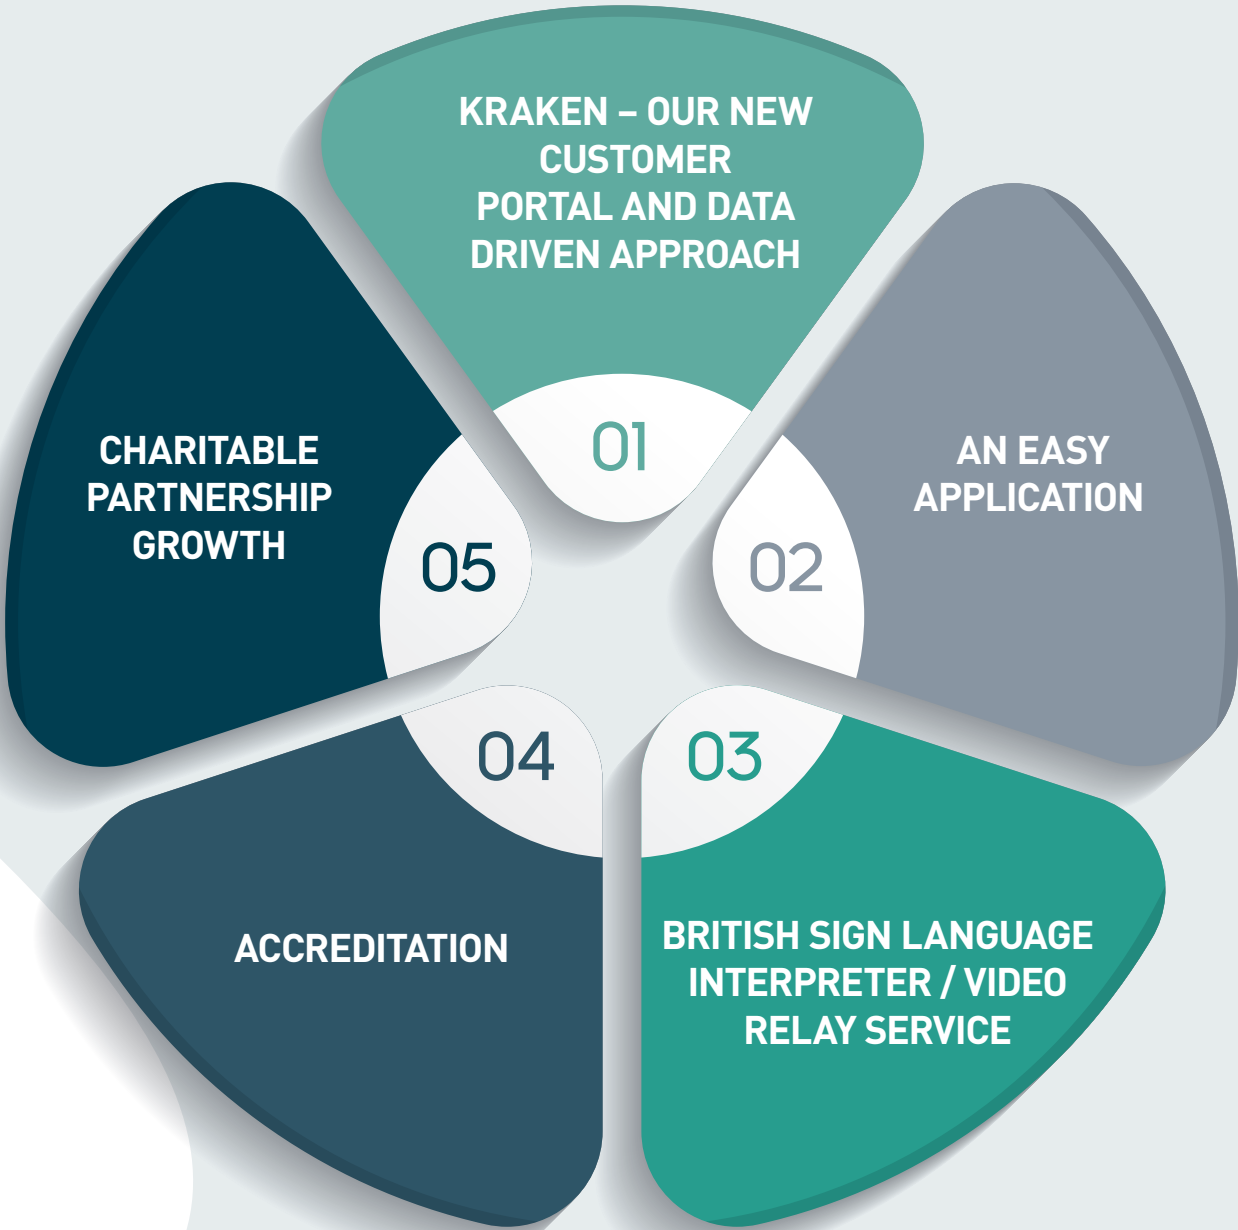 KRAKEN – OUR NEW
CUSTOMER
PORTAL AND DATA
DRIVEN APPROACH
01
AN EASY
APPLICATION
02
BRITISH SIGN LANGUAGE
INTERPRETER / VIDEO
RELAY SERVICE
03
ACCREDITATION
04
CHARITABLE
PARTNERSHIP
GROWTH
05